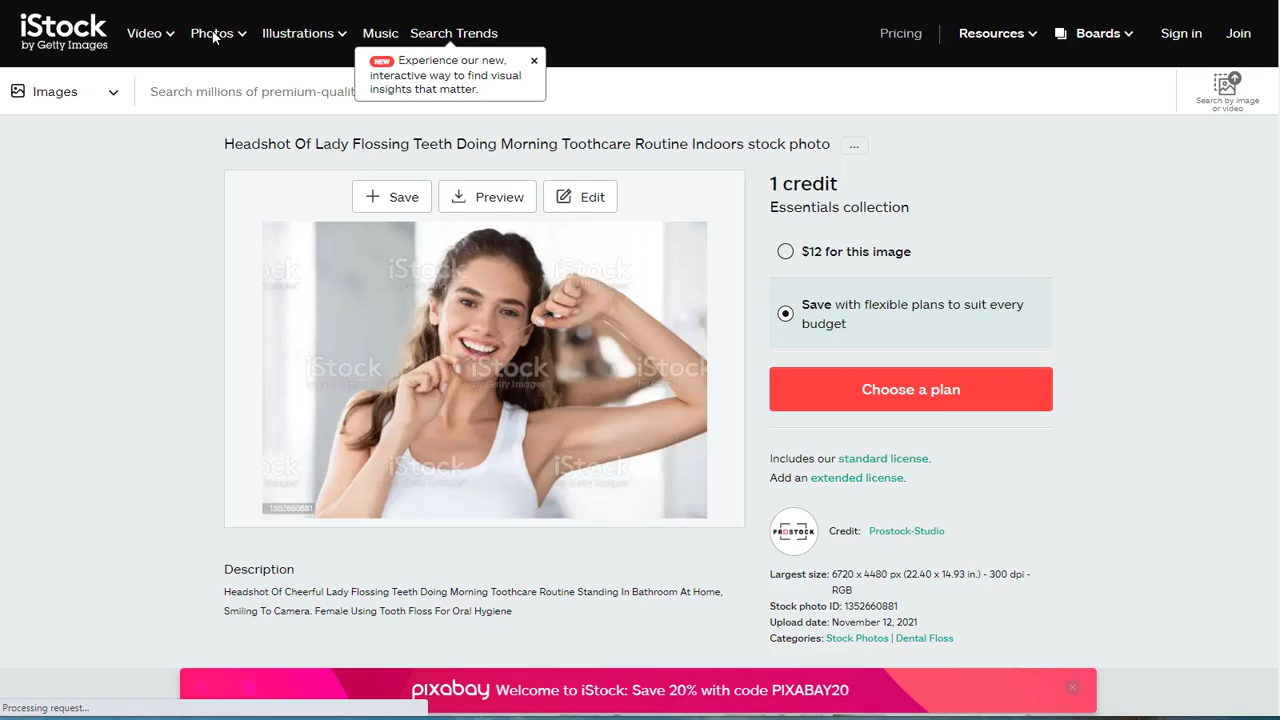 iStock
by Getty Images
Video
Photos
Illustrations
Music
Search Trends
Pricing
Resources
Boards
Sign in
Join
NEW Experience our new,
interactive way to find visual
insights that matter.
Images
Search millions of premium-qualit
Search by image
or video
Headshot Of Lady Flossing Teeth Doing Morning Toothcare Routine Indoors stock photo
...
Save
Preview
Edit
iStock
by Getty Images
1352660881
1 credit
Essentials collection
$12 for this image
Save with flexible plans to suit every
budget
Choose a plan
Includes our standard license.
Add an extended license.
PROSTOCK
Credit: Prostock-Studio
Largest size: 6720 x 4480 px (22.40 x 14.93 in.) - 300 dpi -
RGB
Stock photo ID: 1352660881
Upload date: November 12, 2021
Categories: Stock Photos | Dental Floss
Description
Headshot Of Cheerful Lady Flossing Teeth Doing Morning Toothcare Routine Standing In Bathroom At Home,
Smiling To Camera. Female Using Tooth Floss For Oral Hygiene
pixabay Welcome to iStock: Save 20% with code PIXABAY20
Processing request...